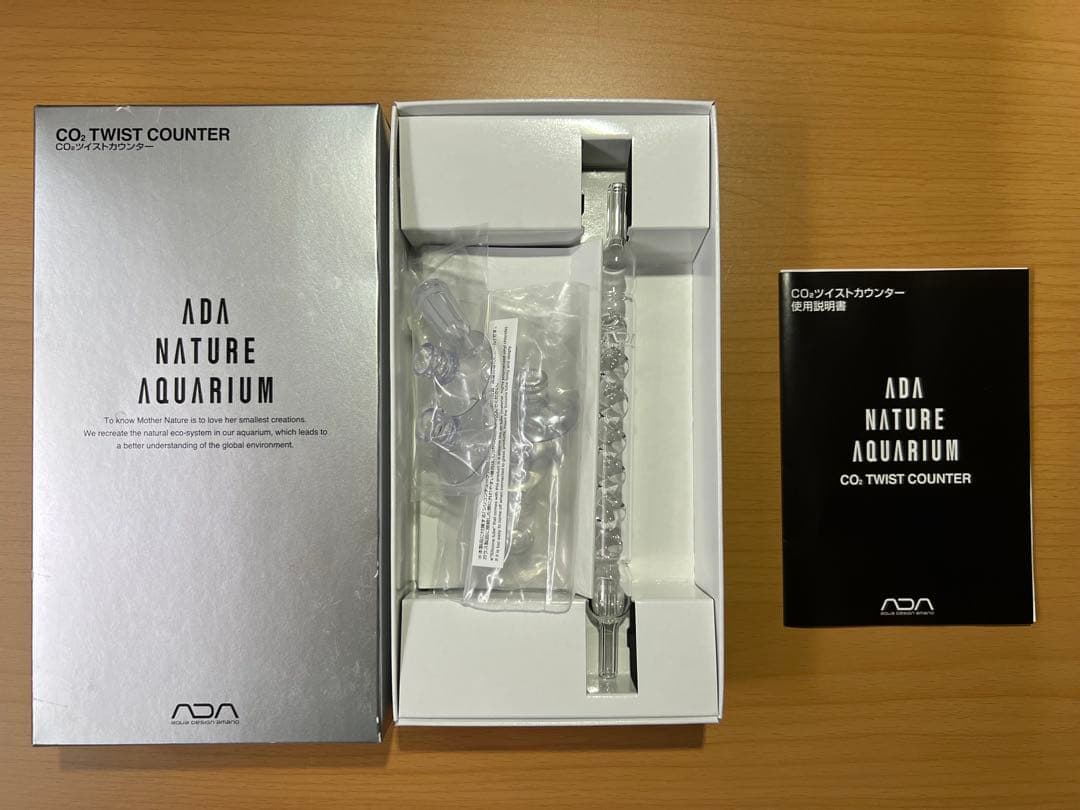 CO₂ TWIST COUNTER
CO₂ツイストカウンター
ADA
NATURE
AQUARIUM
To know Mother Nature is to love her smallest creations.
We recreate the natural eco-system in our aquarium, which leads to
a better understanding of the global environment.
ADA
AQUA DESIGN AMANO
CO₂ツイストカウンター
使用説明書
ADA
NATURE
AQUARIUM
CO₂ TWIST COUNTER
ADA
AQUA DESIGN AMANO